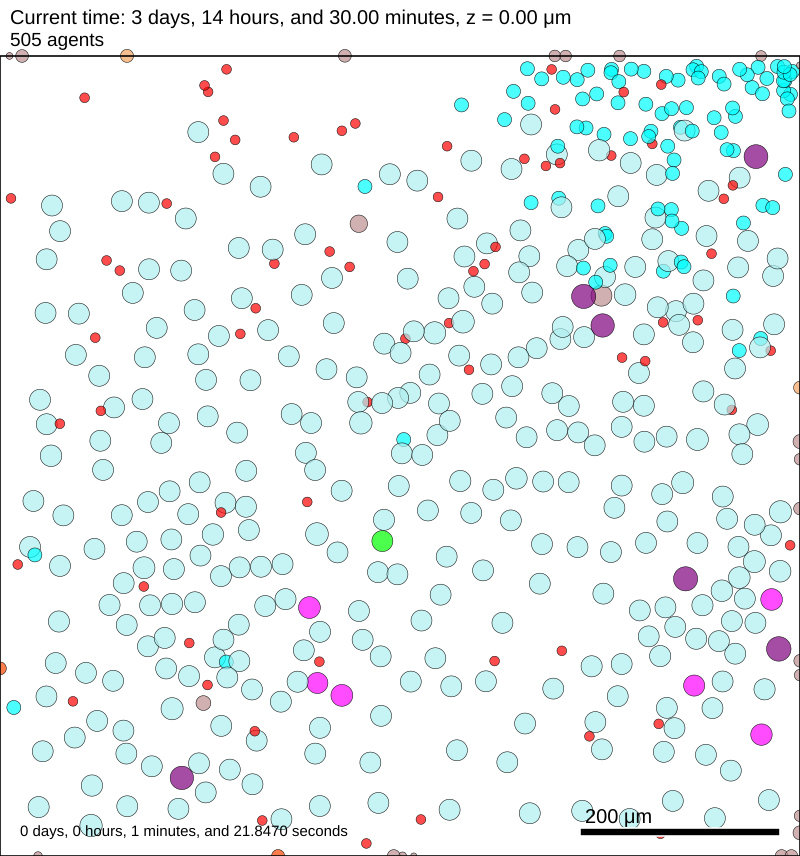 Current time: 3 days, 14 hours, and 30.00 minutes, z = 0.00 μm
505 agents
200 μm
0 days, 0 hours, 1 minutes, and 21.8470 seconds